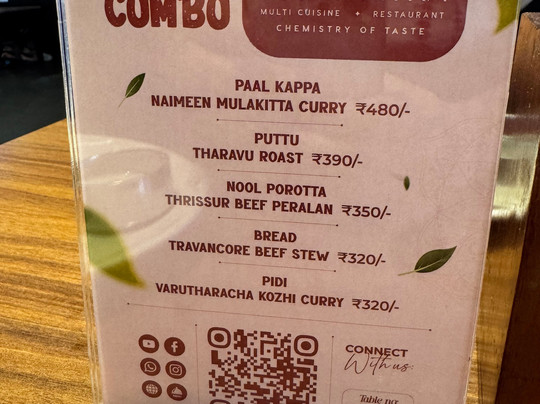 COMBO
MULTI CUISINE + RESTAURANT
CHEMISTRY OF TASTE
PAAL KAPPA
NAIMEEN MULAKITTA CURRY ₹480/-
PUTTU
THARAVU ROAST ₹390/-
NOOL POROTTA
THRISSUR BEEF PERALAN ₹350/-
BREAD
TRAVANCORE BEEF STEW ₹320/-
PIDI
VARUTHARACHA KOZHI CURRY ₹320/-
CONNECT
With us:
Table no